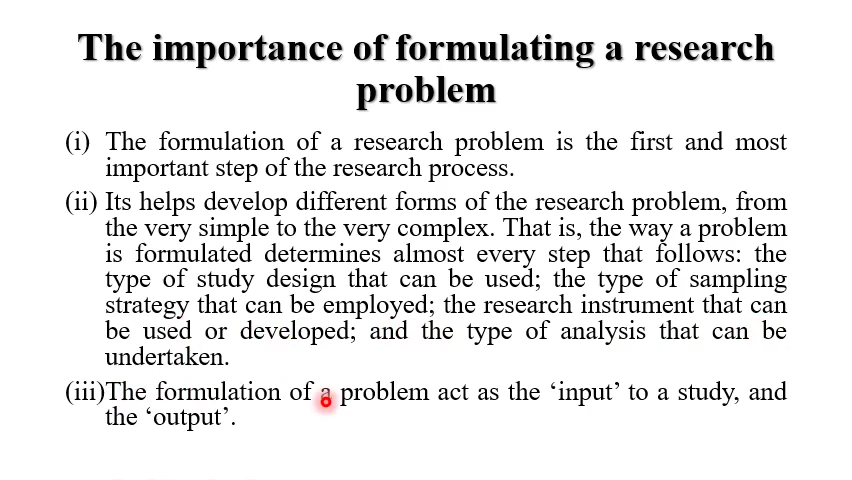 The importance of formulating a research
problem
(i) The formulation of a research problem is the first and most
important step of the research process.
(ii) Its helps develop different forms of the research problem, from
the very simple to the very complex. That is, the way a problem
is formulated determines almost every step that follows: the
type of study design that can be used; the type of sampling
strategy that can be employed; the research instrument that can
be used or developed; and the type of analysis that can be
undertaken.
(iii)The formulation of a problem act as the ‘input’ to a study, and
the ‘output’.